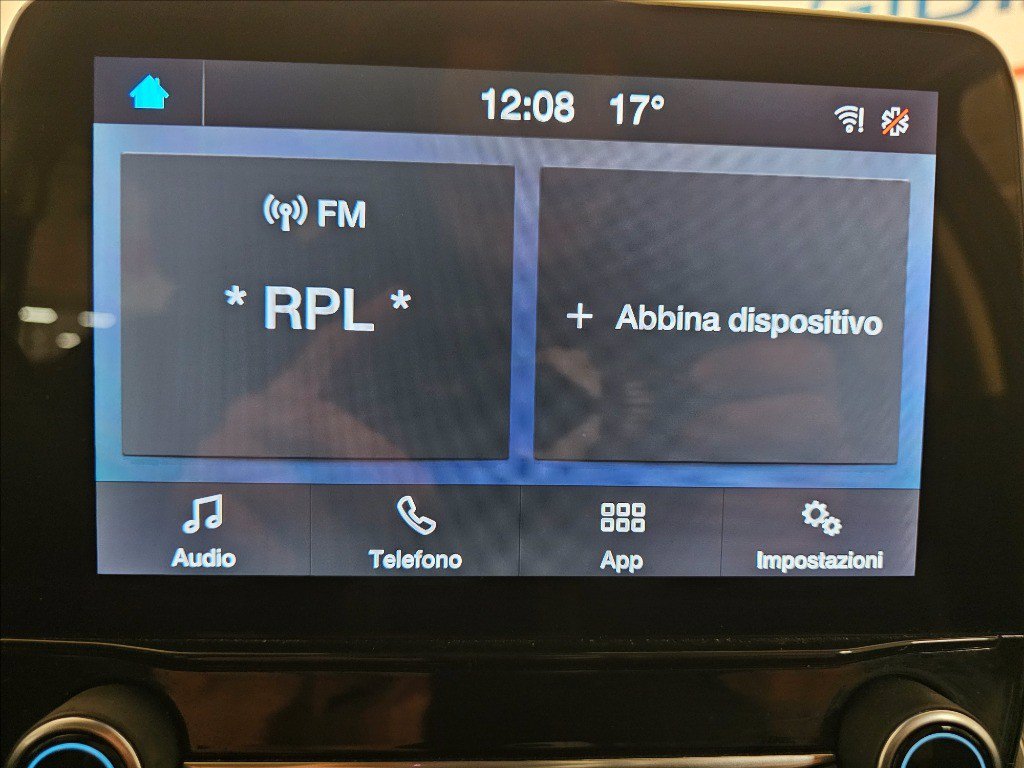 12:08 17°
FM
* RPL *
+ Abbina dispositivo
Audio
Telefono
App
Impostazioni